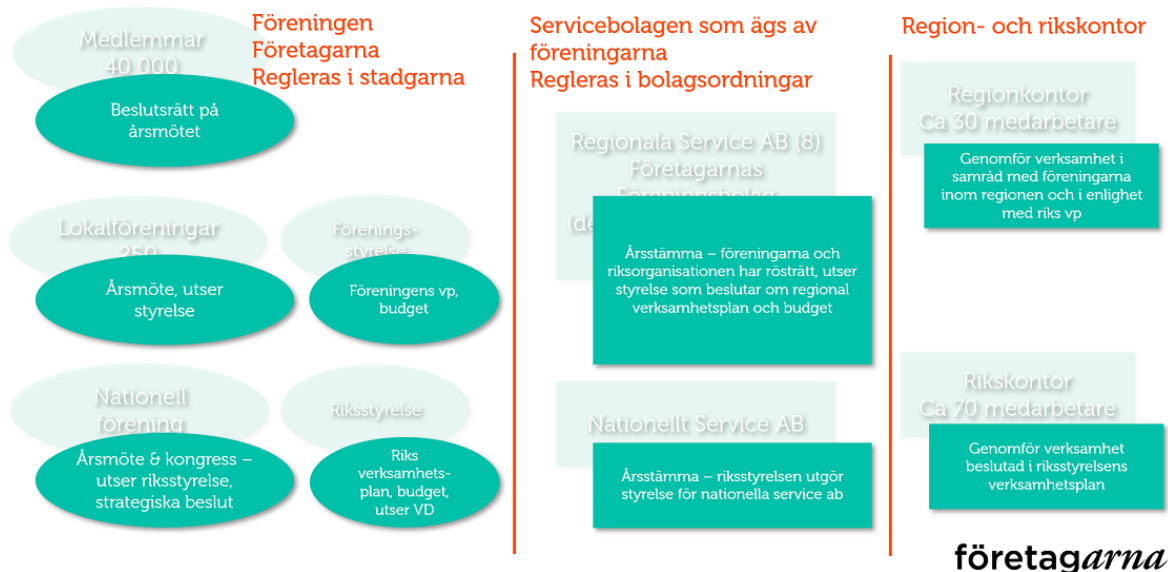 Medlemmar
40 000
Beslutsrätt på
årsmötet
Föreningen
Företagarna
Regleras i stadgarna
Lokalföreningar
250
Årsmöte, utser
styrelse
Förenings-
styrelse
Föreningens vp,
budget
Nationell
förening
Årsmöte & kongress –
utser riksstyrelse,
strategiska beslut
Riksstyrelse
Riks
verksamhets-
plan, budget,
utser VD
Servicebolagen som ägs av
föreningarna
Regleras i bolagsordningar
Regionala Service AB (8)
Företagarnas
Föreningsbolag
Årsstämma – föreningarna och
riksorganisationen har rösträtt, utser
styrelse som beslutar om regional
verksamhetsplan och budget
Nationellt Service AB
Årsstämma – riksstyrelsen utgör
styrelse för nationella service ab
Region- och rikskontor
Regionkontor
Ca 30 medarbetare
Genomför verksamhet i
samråd med föreningarna
inom regionen och i enlighet
med riks vp
Rikskontor
Ca 70 medarbetare
Genomför verksamhet
beslutad i riksstyrelsens
verksamhetsplan
företagarna